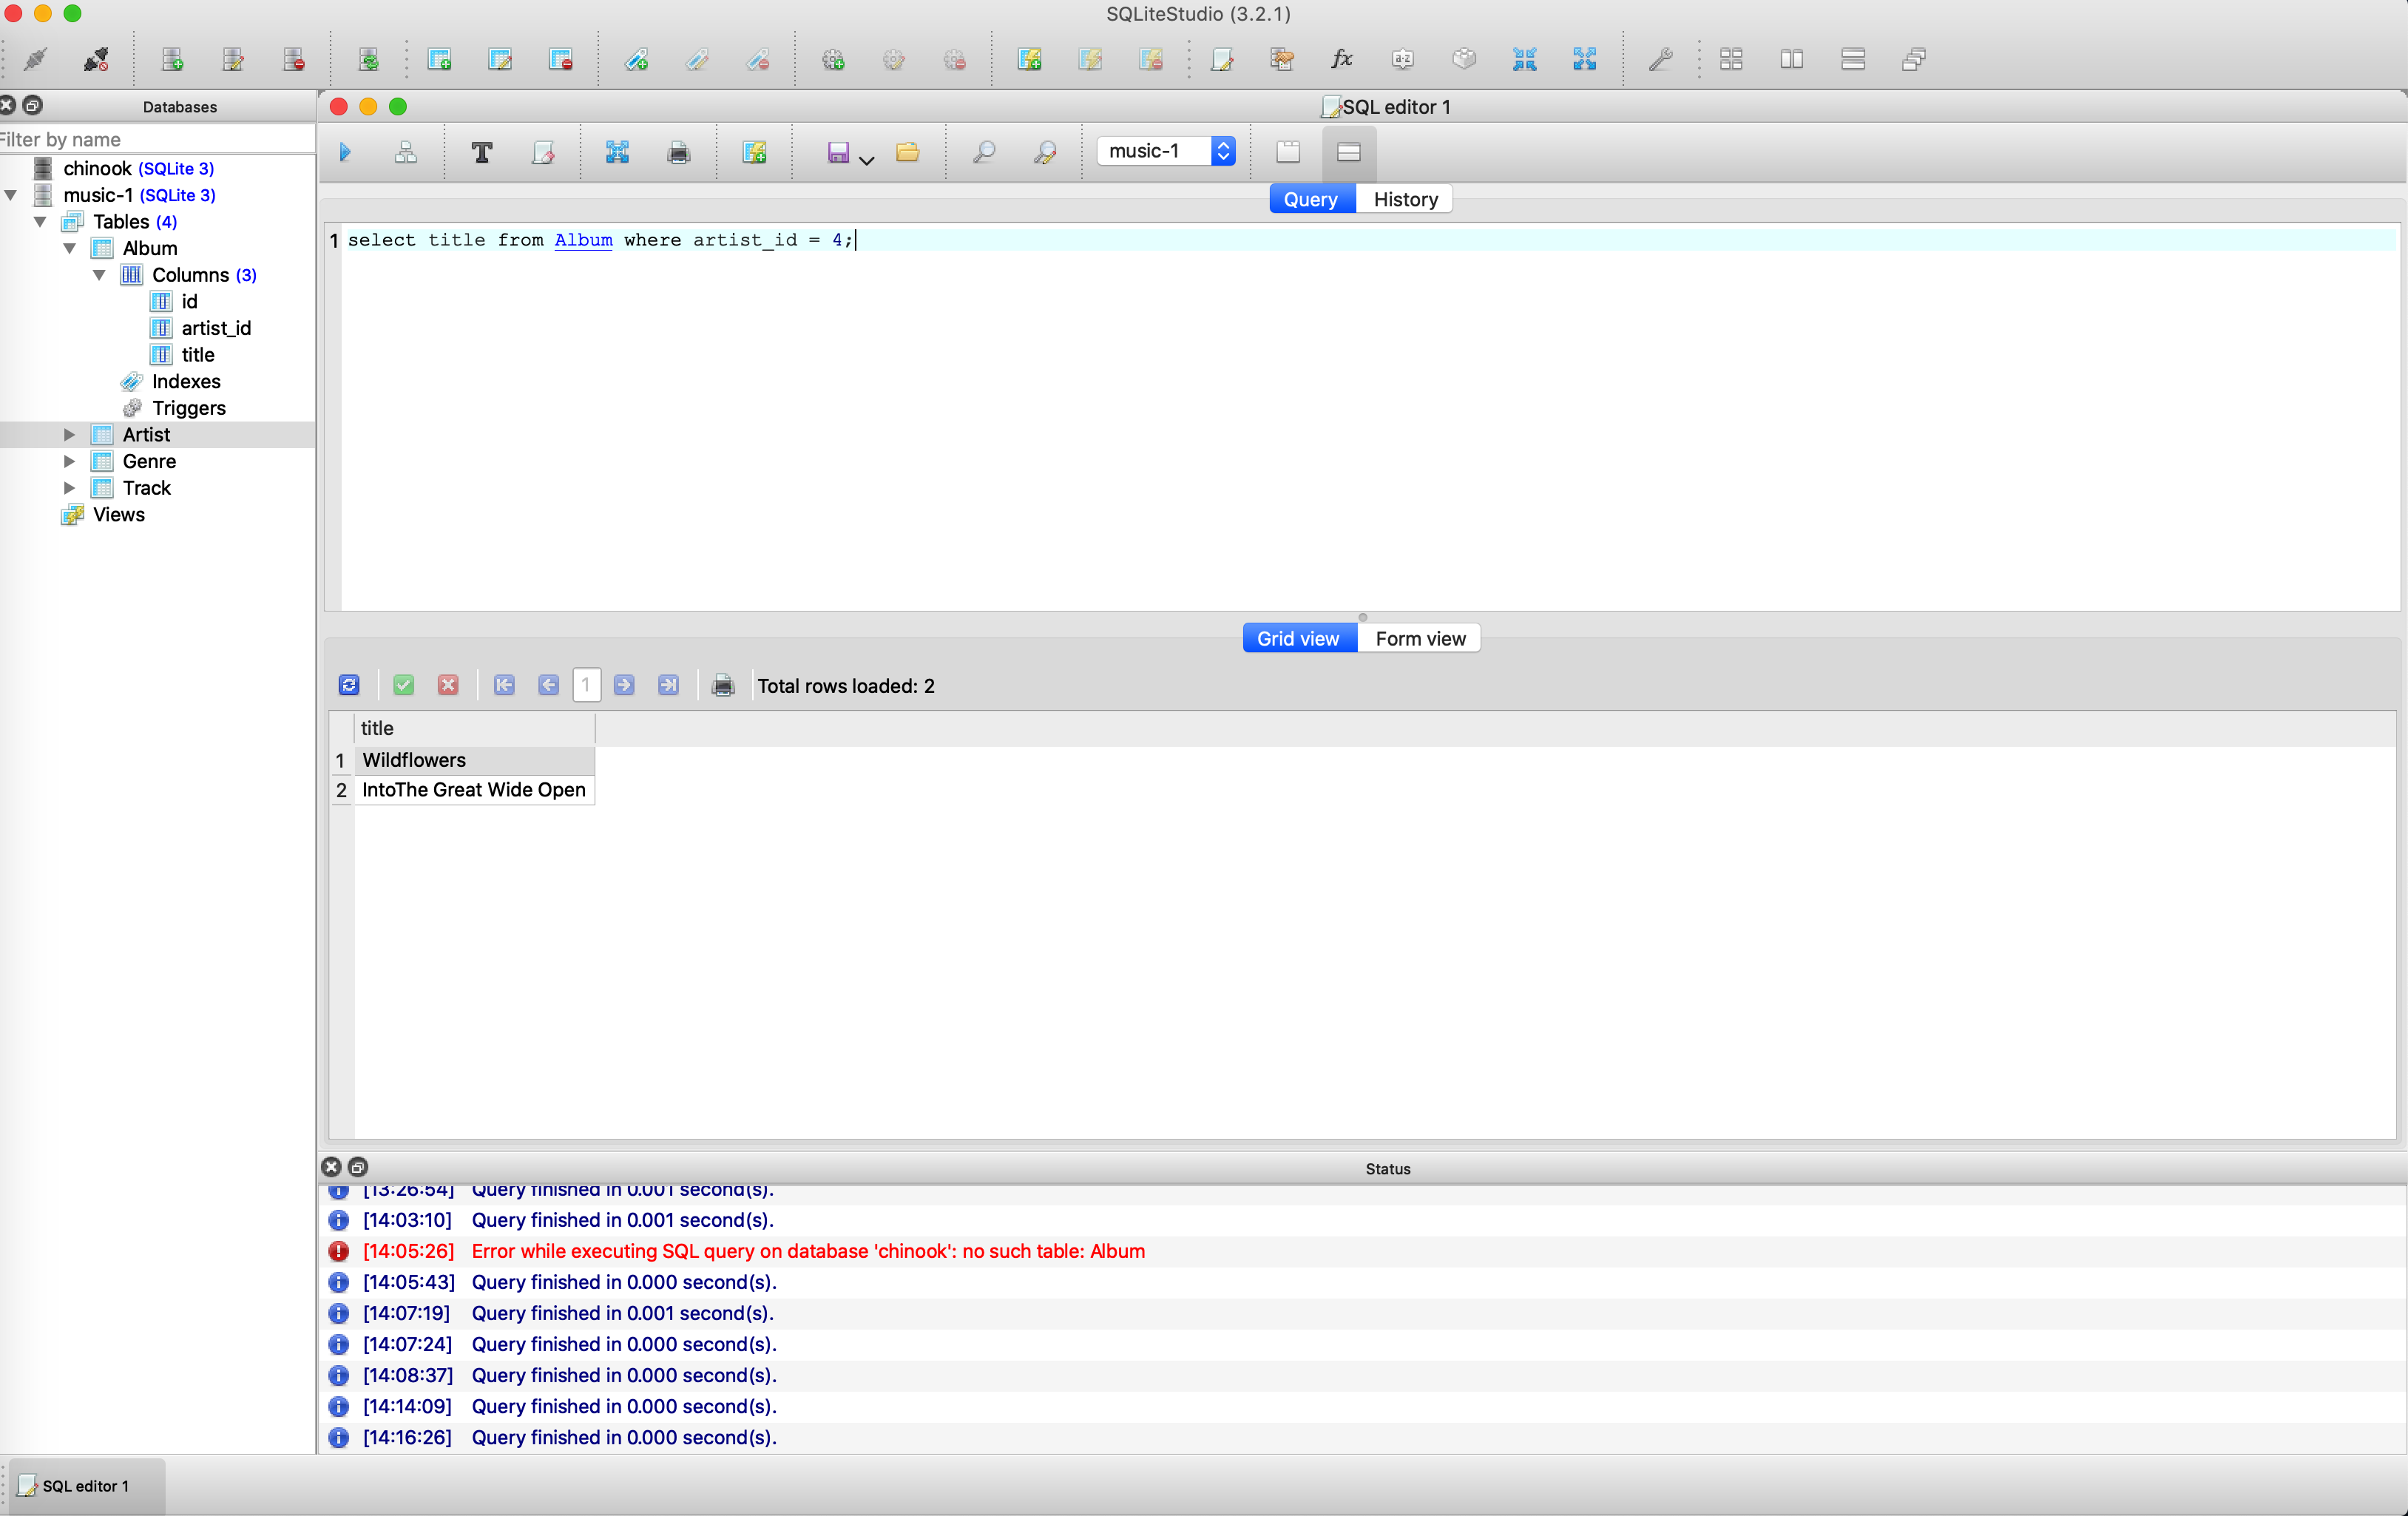 SQLiteStudio (3.2.1)
fx
a-z
Databases
Filter by name
chinook (SQLite 3)
music-1 (SQLite 3)
Tables (4)
Album
Columns (3)
id
artist_id
title
Indexes
Triggers
Artist
Genre
Track
Views
SQL editor 1
T
music-1
Query History
1 select title from Album where artist_id = 4;
Grid view Form view
1 Total rows loaded: 2
title
1 Wildflowers
2 IntoThe Great Wide Open
Status
[13:26:54] Query finished in 0.001 second(s).
[14:03:10] Query finished in 0.001 second(s).
[14:05:26] Error while executing SQL query on database 'chinook': no such table: Album
[14:05:43] Query finished in 0.000 second(s).
[14:07:19] Query finished in 0.001 second(s).
[14:07:24] Query finished in 0.000 second(s).
[14:08:37] Query finished in 0.000 second(s).
[14:14:09] Query finished in 0.000 second(s).
[14:16:26] Query finished in 0.000 second(s).
SQL editor 1